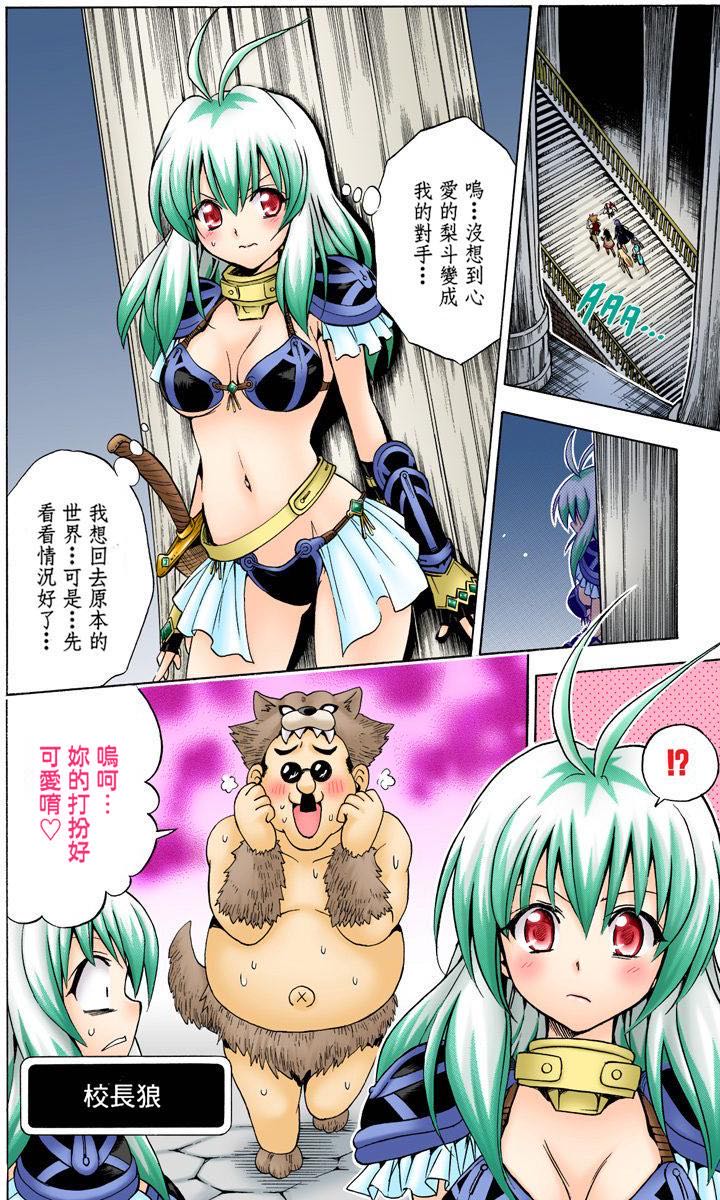 AAA...
嗚…沒想到心
愛的梨斗變成
我的對手…
我想回去原本的
世界…可是…先
看看情況好了…
!?
嗚呵…
妳的打扮好
可愛唷♡
校長狼